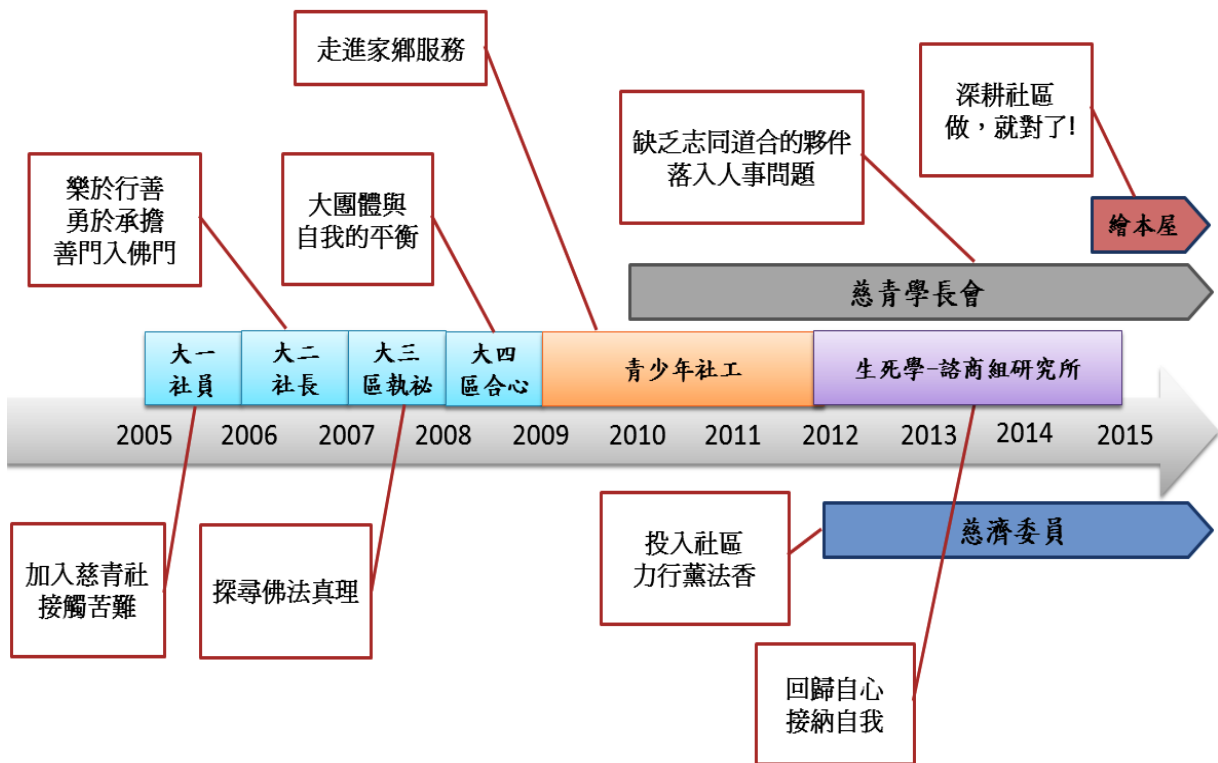 走進家鄉服務
深耕社區
做，就對了!
缺乏志同道合的夥伴
落入人事問題
樂於行善
勇於承擔
善門入佛門
大團體與
自我的平衡
繪本屋
慈青學長會
大一
社員
大二
社長
大三
區執祕
大四
區合心
青少年社工
生死學-諮商組研究所
2005
2006
2007
2008
2009
2010
2011
2012
2013
2014
2015
慈濟委員
加入慈青社
接觸苦難
探尋佛法真理
投入社區
力行薰法香
回歸自心
接納自我